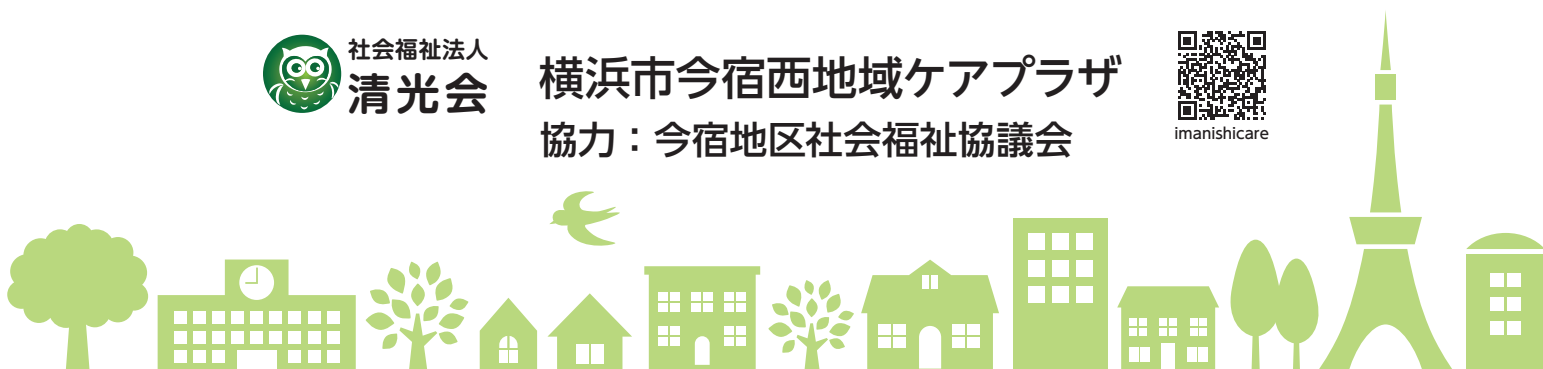 社会福祉法人
清光会
横浜市今宿西地域ケアプラザ
協力：今宿地区社会福祉協議会
imanishicare